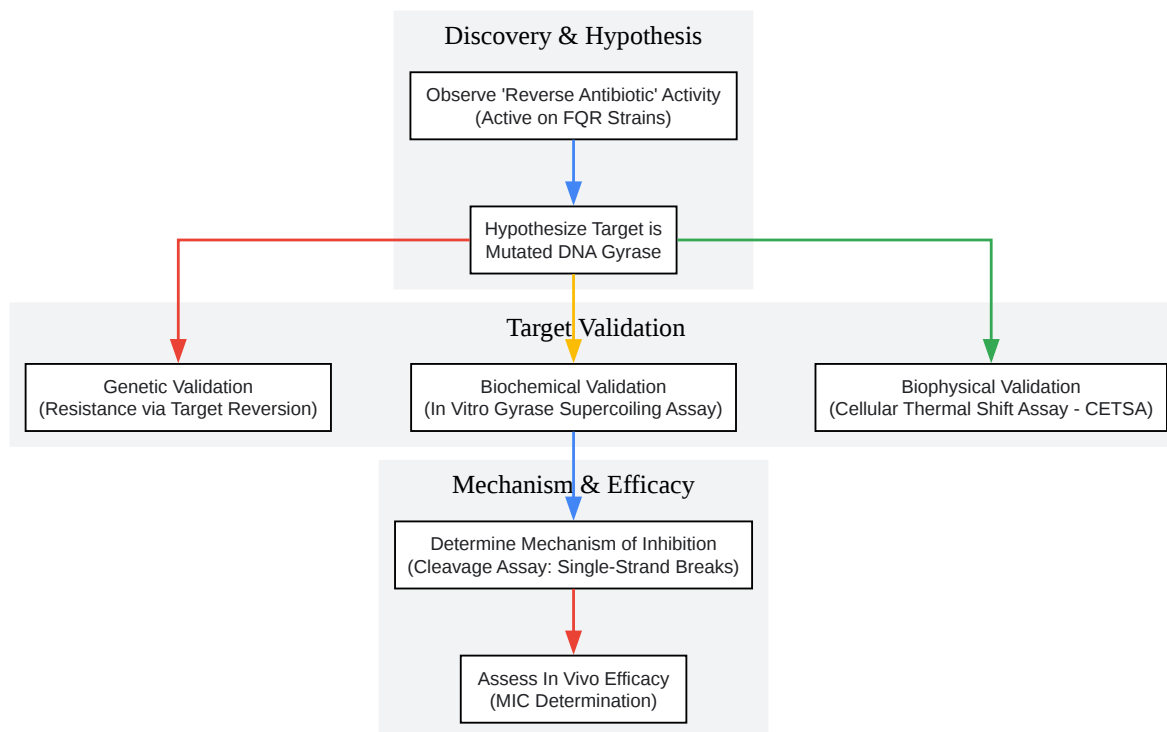 Discovery & Hypothesis
Observe 'Reverse Antibiotic' Activity
(Active on FQR Strains)
Hypothesize Target is
Mutated DNA Gyrase
Target Validation
Genetic Validation
(Resistance via Target Reversion)
Biochemical Validation
(In Vitro Gyrase Supercoiling Assay)
Biophysical Validation
(Cellular Thermal Shift Assay - CETSA)
Mechanism & Efficacy
Determine Mechanism of Inhibition
(Cleavage Assay: Single-Strand Breaks)
Assess In Vivo Efficacy
(MIC Determination)